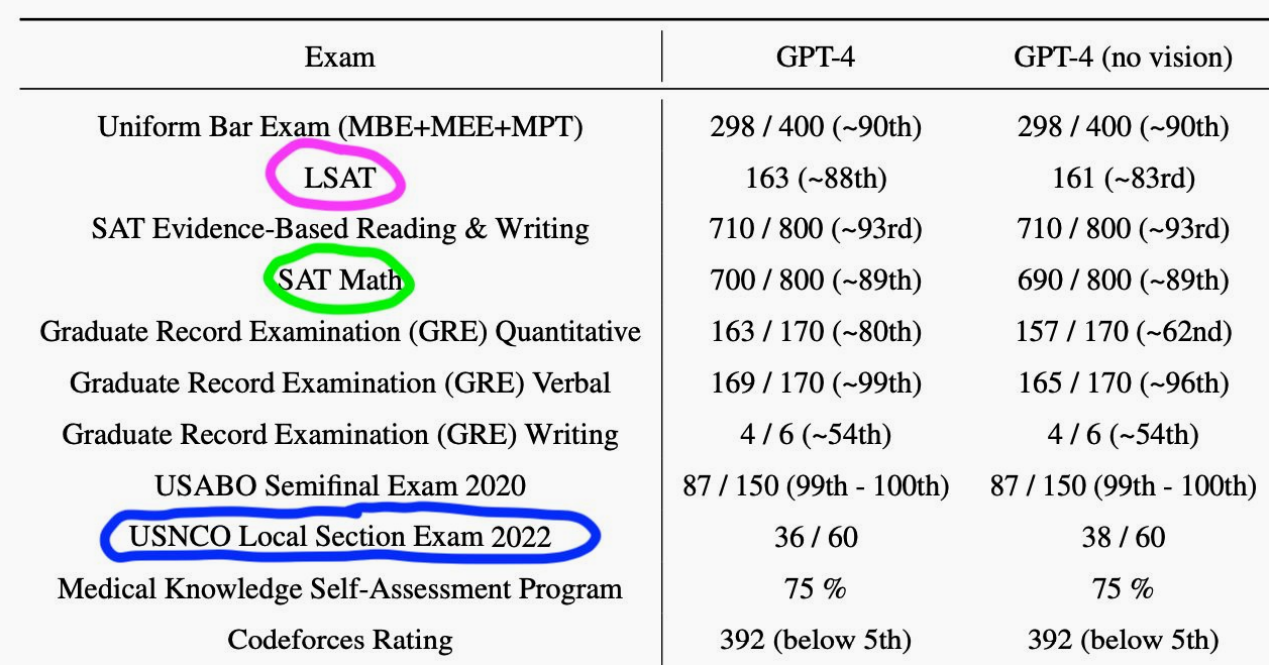 Exam GPT-4 GPT-4 (no vision)
Uniform Bar Exam (MBE+MEE+MPT) 298 / 400 (~90th) 298 / 400 (~90th)
LSAT 163 (~88th) 161 (~83rd)
SAT Evidence-Based Reading & Writing 710 / 800 (~93rd) 710 / 800 (~93rd)
SAT Math 700 / 800 (~89th) 690 / 800 (~89th)
Graduate Record Examination (GRE) Quantitative 163 / 170 (~80th) 157 / 170 (~62nd)
Graduate Record Examination (GRE) Verbal 169 / 170 (~99th) 165 / 170 (~96th)
Graduate Record Examination (GRE) Writing 4 / 6 (~54th) 4 / 6 (~54th)
USABO Semifinal Exam 2020 87 / 150 (99th - 100th) 87 / 150 (99th - 100th)
USNCO Local Section Exam 2022 36 / 60 38 / 60
Medical Knowledge Self-Assessment Program 75 % 75 %
Codeforces Rating 392 (below 5th) 392 (below 5th)